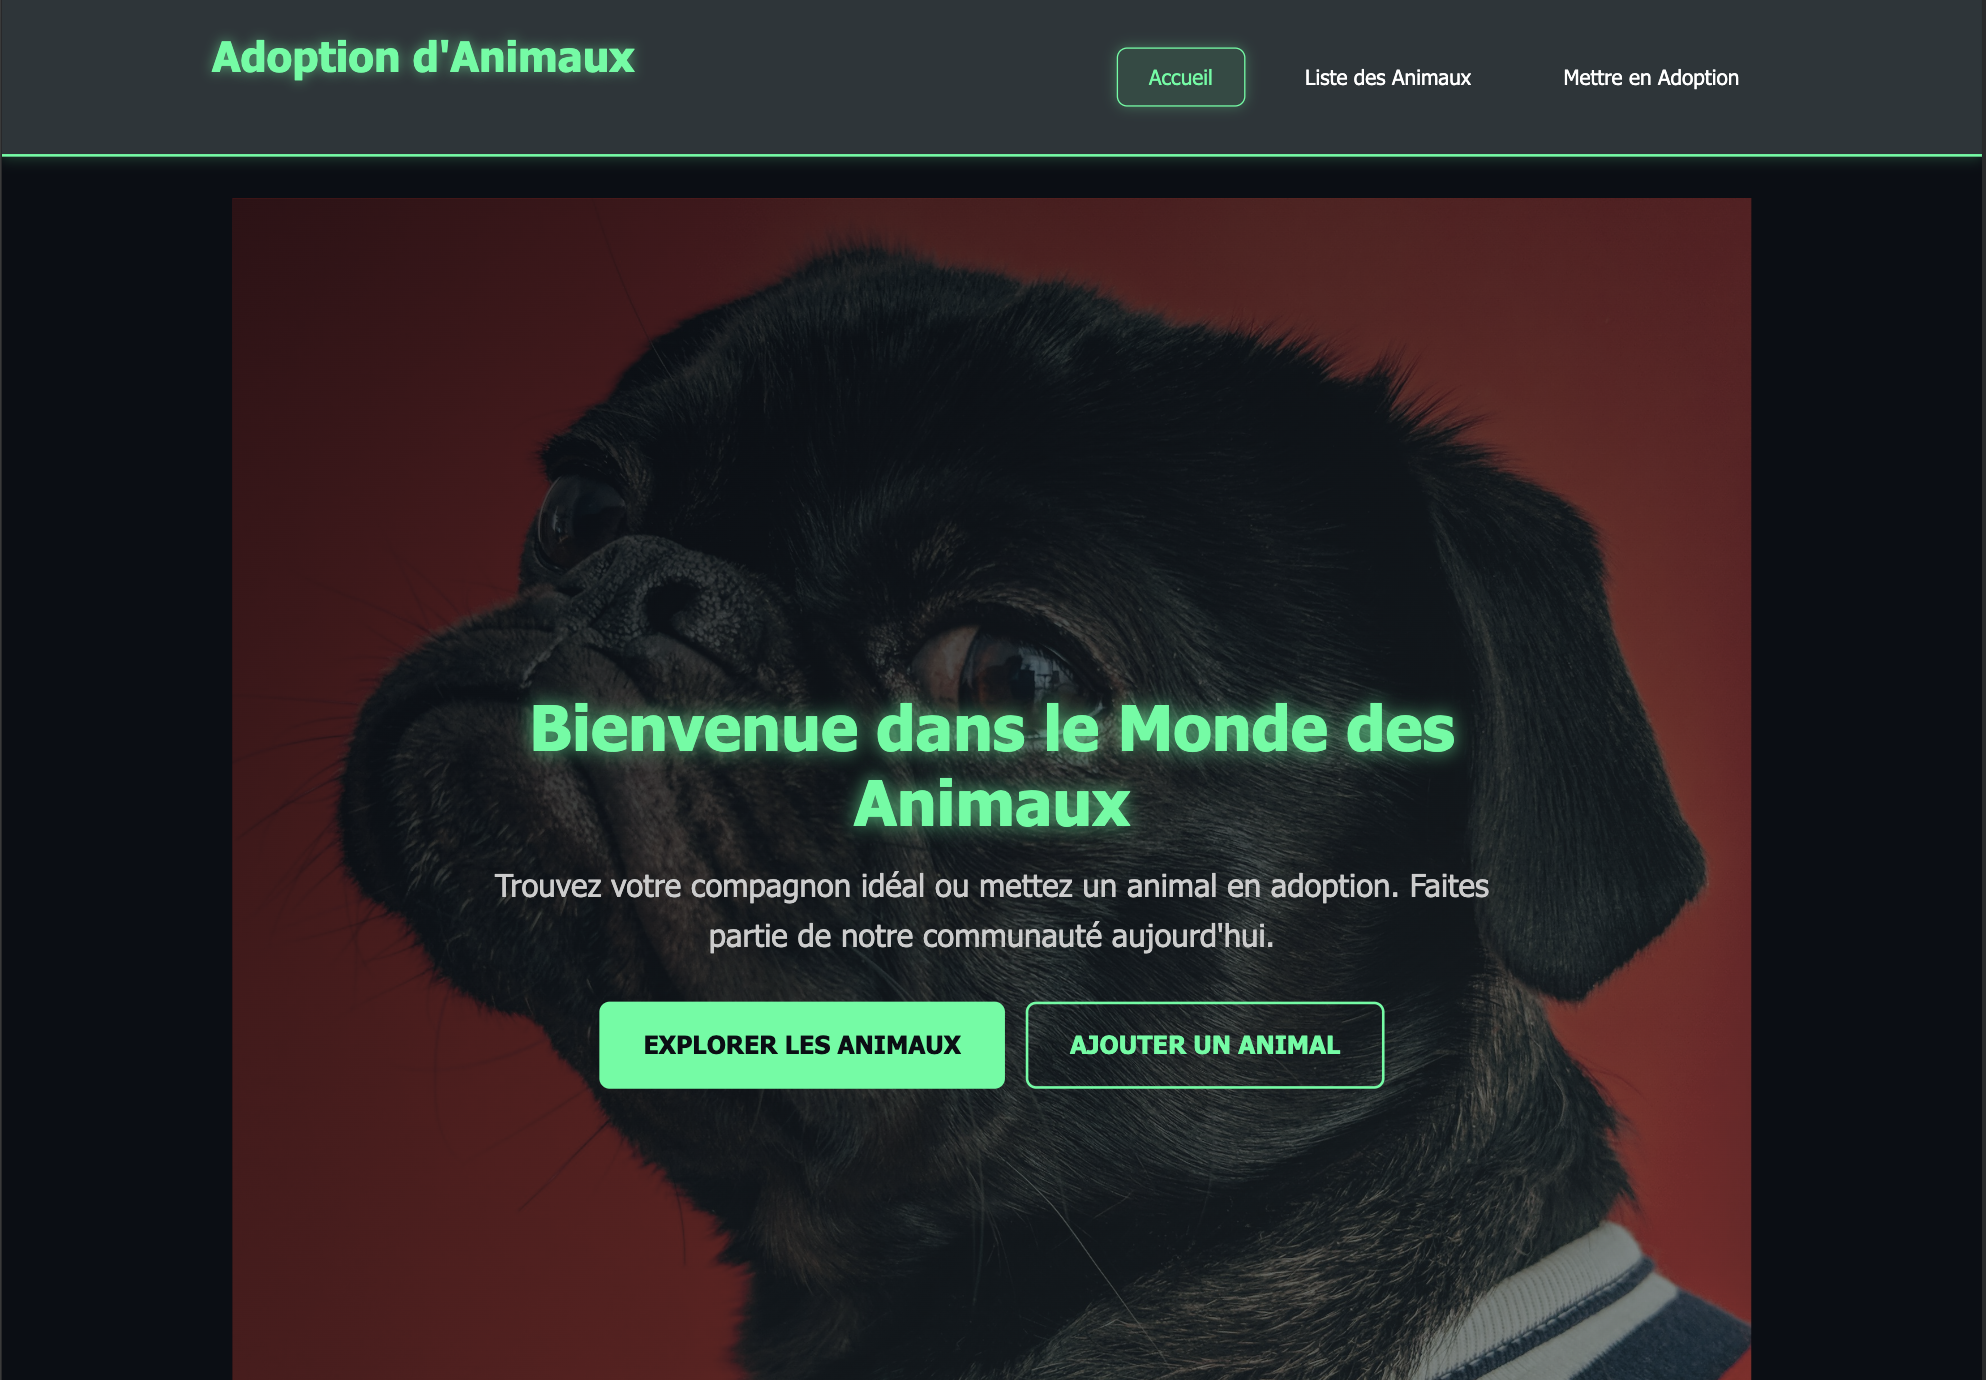 Adoption d'Animaux
Accueil
Liste des Animaux
Mettre en Adoption
Bienvenue dans le Monde des
Animaux
Trouvez votre compagnon idéal ou mettez un animal en adoption. Faites
partie de notre communauté aujourd'hui.
EXPLORER LES ANIMAUX
AJOUTER UN ANIMAL